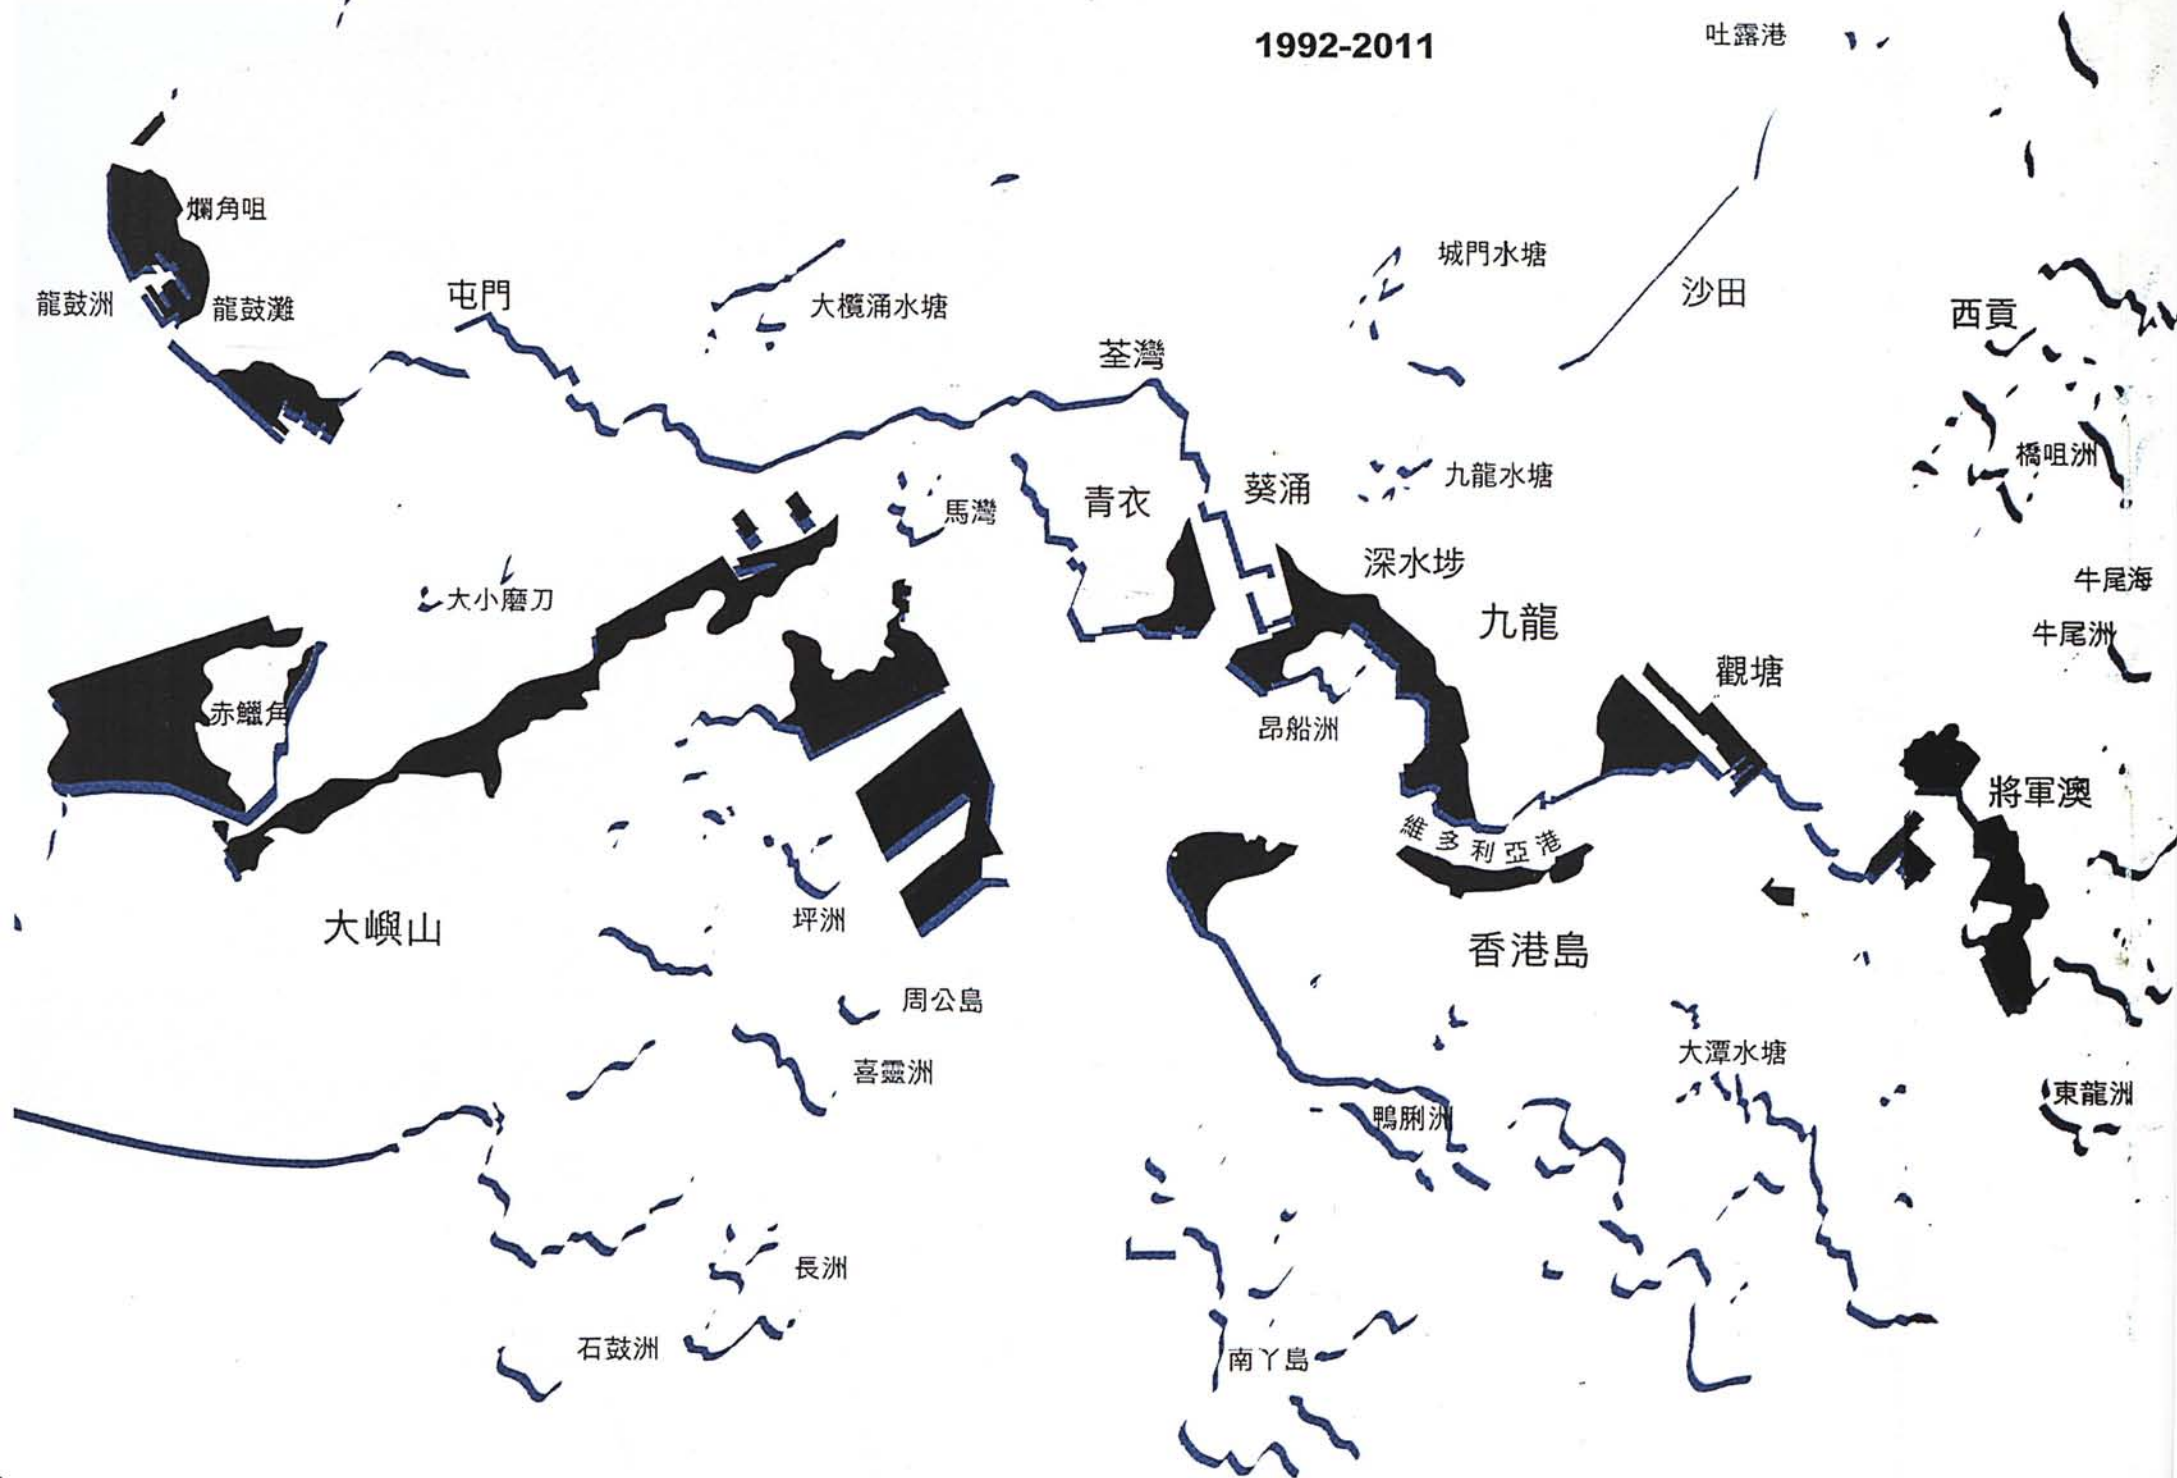 1992-2011
吐露港
爛角咀
城門水塘
龍鼓洲
龍鼓灘
屯門
大欖涌水塘
沙田
西貢
荃灣
橋咀洲
九龍水塘
葵涌
青衣
馬灣
深水埗
牛尾海
大小磨刀
九龍
牛尾洲
觀塘
赤鱲角
昂船洲
將軍澳
維多利亞港
坪洲
大嶼山
香港島
周公島
大潭水塘
喜靈洲
東龍洲
鴨脷洲
長洲
石鼓洲
南丫島